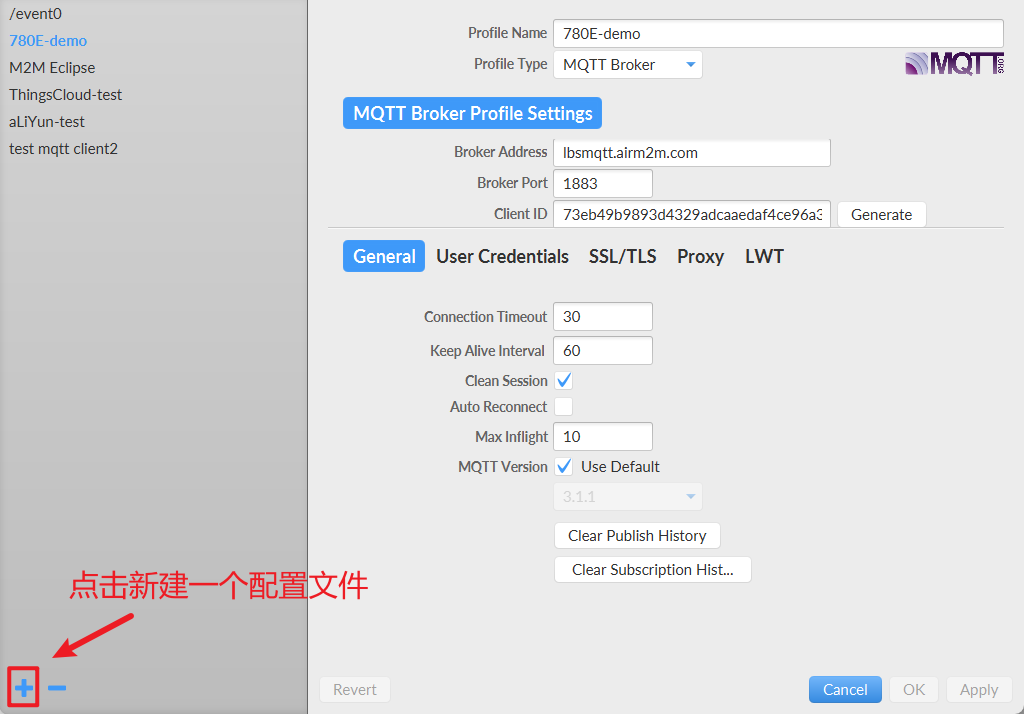 /event0
780E-demo
M2M Eclipse
ThingsCloud-test
aLiYun-test
test mqtt client2
点击新建一个配置文件
Profile Name 780E-demo
Profile Type MQTT Broker
MQTT.ORG
MQTT Broker Profile Settings
Broker Address lbsmqtt.airm2m.com
Broker Port 1883
Client ID 73eb49b9893d4329adcaaedaf4ce96a3 Generate
General User Credentials SSL/TLS Proxy LWT
Connection Timeout 30
Keep Alive Interval 60
Clean Session
Auto Reconnect
Max Inflight 10
MQTT Version Use Default
3.1.1
Clear Publish History
Clear Subscription Hist...
Revert Cancel OK Apply